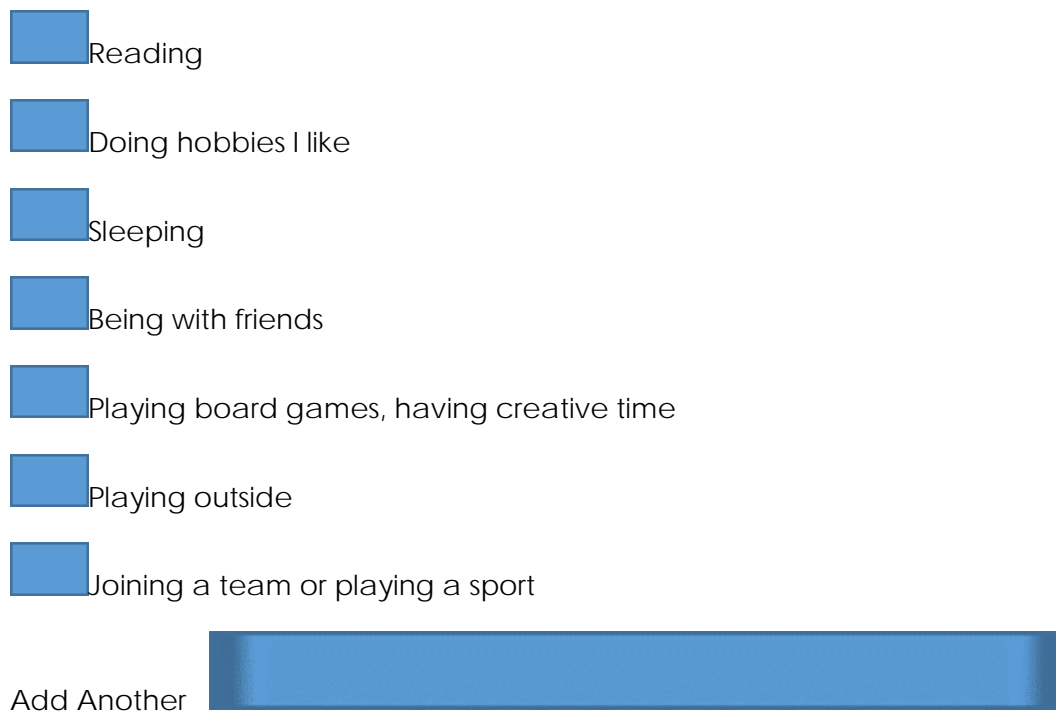 Reading
Doing hobbies I like
Sleeping
Being with friends
Playing board games, having creative time
Playing outside
Joining a team or playing a sport
Add Another